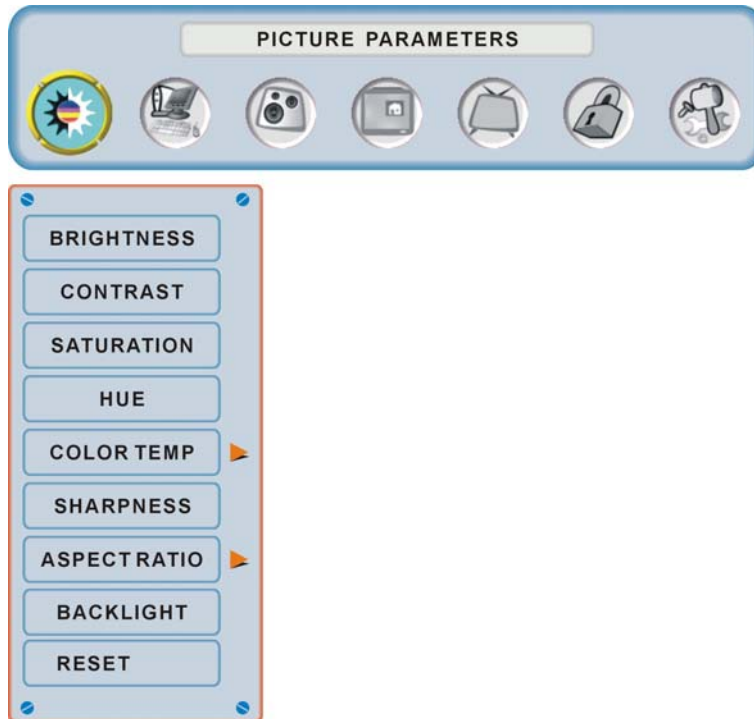 PICTURE PARAMETERS
BRIGHTNESS
CONTRAST
SATURATION
HUE
COLOR TEMP
SHARPNESS
ASPECT RATIO
BACKLIGHT
RESET